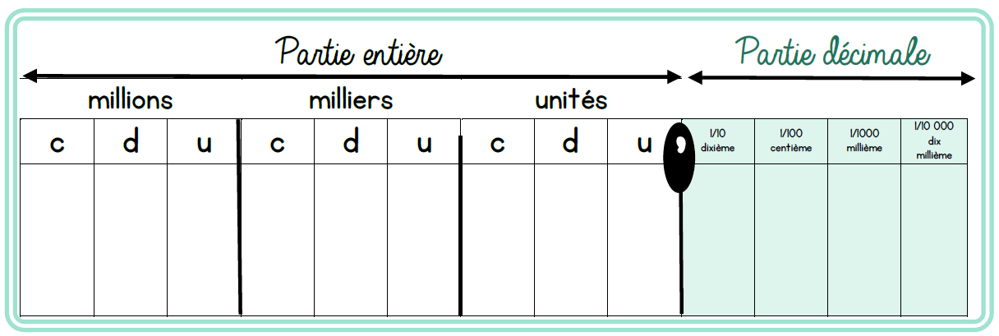 Partie entière Partie décimale
millions milliers unités
c d u c d u c d u , 1/10 dixième 1/100 centième 1/1000 millième 1/10 000 dix millième